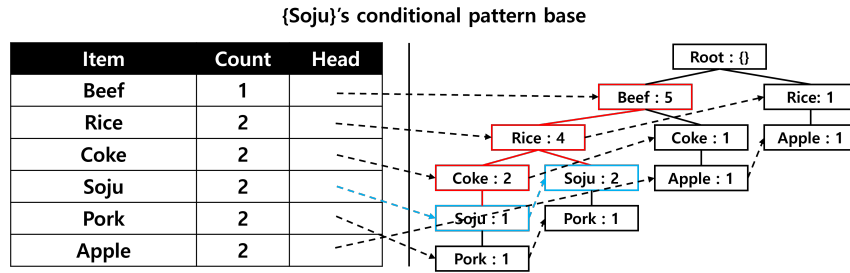 {Soju}'s conditional pattern base
Item Count Head
Beef 1
Rice 2
Coke 2
Soju 2
Pork 2
Apple 2
Root : {}
Beef : 5
Rice: 1
Rice : 4
Coke : 1
Apple : 1
Coke : 2
Soju : 2
Apple : 1
Soju : 1
Pork : 1
Pork : 1